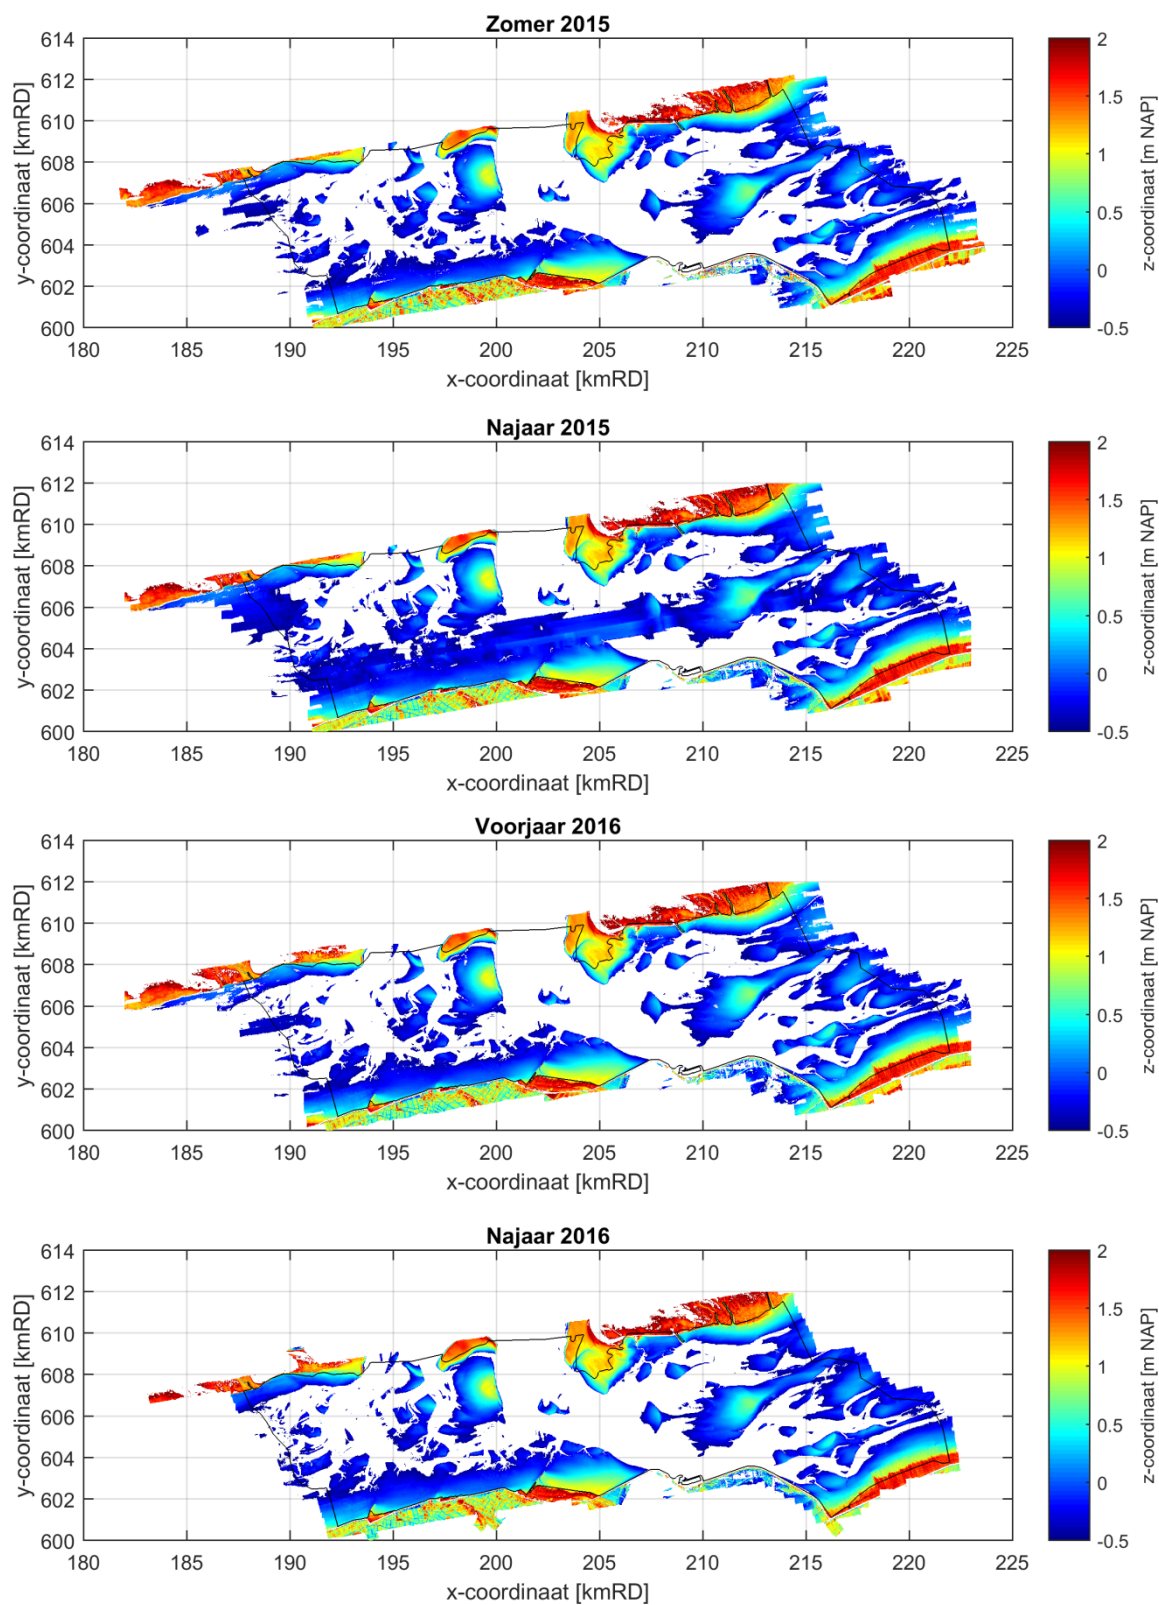 Zomer 2015
614
612
610
608
606
604
602
600
y-coordinaat [kmRD]
180 185 190 195 200 205 210 215 220 225
x-coordinaat [kmRD]
2
1.5
1
0.5
0
-0.5
z-coordinaat [m NAP]
Najaar 2015
614
612
610
608
606
604
602
600
y-coordinaat [kmRD]
180 185 190 195 200 205 210 215 220 225
x-coordinaat [kmRD]
2
1.5
1
0.5
0
-0.5
z-coordinaat [m NAP]
Voorjaar 2016
614
612
610
608
606
604
602
600
y-coordinaat [kmRD]
180 185 190 195 200 205 210 215 220 225
x-coordinaat [kmRD]
2
1.5
1
0.5
0
-0.5
z-coordinaat [m NAP]
Najaar 2016
614
612
610
608
606
604
602
600
y-coordinaat [kmRD]
180 185 190 195 200 205 210 215 220 225
x-coordinaat [kmRD]
2
1.5
1
0.5
0
-0.5
z-coordinaat [m NAP]